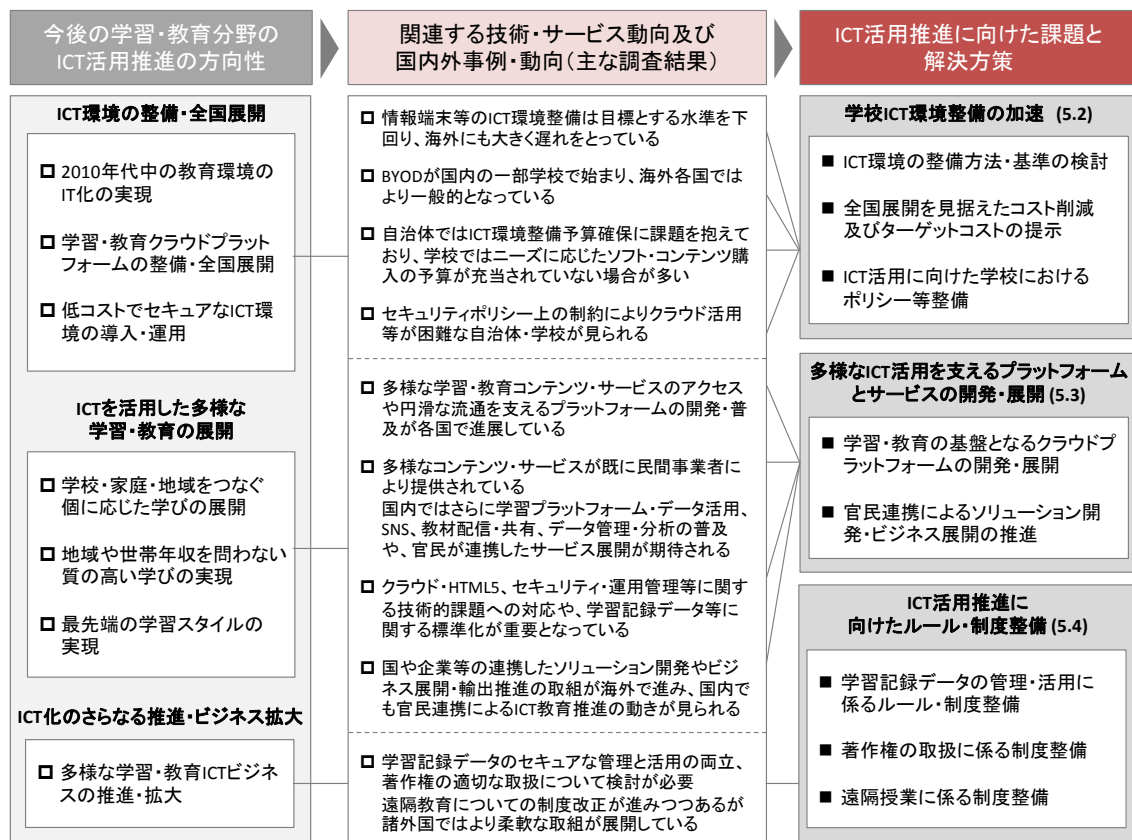 今後の学習・教育分野の
ICT活用推進の方向性
関連する技術・サービス動向及び
国内外事例・動向(主な調査結果)
ICT活用推進に向けた課題と
解決方策
ICT環境の整備・全国展開
2010年代中の教育環境の
IT化の実現
学習・教育クラウドプラット
フォームの整備・全国展開
低コストでセキュアなICT環
境の導入・運用
ICTを活用した多様な
学習・教育の展開
学校・家庭・地域をつなぐ
個に応じた学びの展開
地域や世帯年収を問わない
質の高い学びの実現
最先端の学習スタイルの
実現
ICT化のさらなる推進・ビジネス拡大
多様な学習・教育ICTビジネ
スの推進・拡大
情報端末等のICT環境整備は目標とする水準を下
回り、海外にも大きく遅れをとっている
BYODが国内の一部学校で始まり、海外各国では
より一般的となっている
自治体ではICT環境整備予算確保に課題を抱えて
おり、学校ではニーズに応じたソフト・コンテンツ購
入の予算が充当されていない場合が多い
セキュリティポリシー上の制約によりクラウド活用
等が困難な自治体・学校が見られる
多様な学習・教育コンテンツ・サービスのアクセス
や円滑な流通を支えるプラットフォームの開発・普
及が各国で進展している
多様なコンテンツ・サービスが既に民間事業者に
より提供されている
国内ではさらに学習プラットフォーム・データ活用、
SNS、教材配信・共有、データ管理・分析の普及
や、官民が連携したサービス展開が期待される
クラウド・HTML5、セキュリティ・運用管理等に関す
る技術的課題への対応や、学習記録データ等に
関する標準化が重要となっている
国や企業等の連携したソリューション開発やビジ
ネス展開・輸出推進の取組が海外で進み、国内で
も官民連携によるICT教育推進の動きが見られる
学習記録データのセキュアな管理と活用の両立、
著作権の適切な取扱について検討が必要
遠隔教育についての制度改正が進みつつあるが
諸外国ではより柔軟な取組が展開している
学校ICT環境整備の加速 (5.2)
ICT環境の整備方法・基準の検討
全国展開を見据えたコスト削減
及びターゲットコストの提示
ICT活用に向けた学校における
ポリシー等整備
多様なICT活用を支えるプラットフォーム
とサービスの開発・展開 (5.3)
学習・教育の基盤となるクラウドプ
ラットフォームの開発・展開
官民連携によるソリューション開
発・ビジネス展開の推進
ICT活用推進に
向けたルール・制度整備 (5.4)
学習記録データの管理・活用に
係るルール・制度整備
著作権の取扱に係る制度整備
遠隔授業に係る制度整備